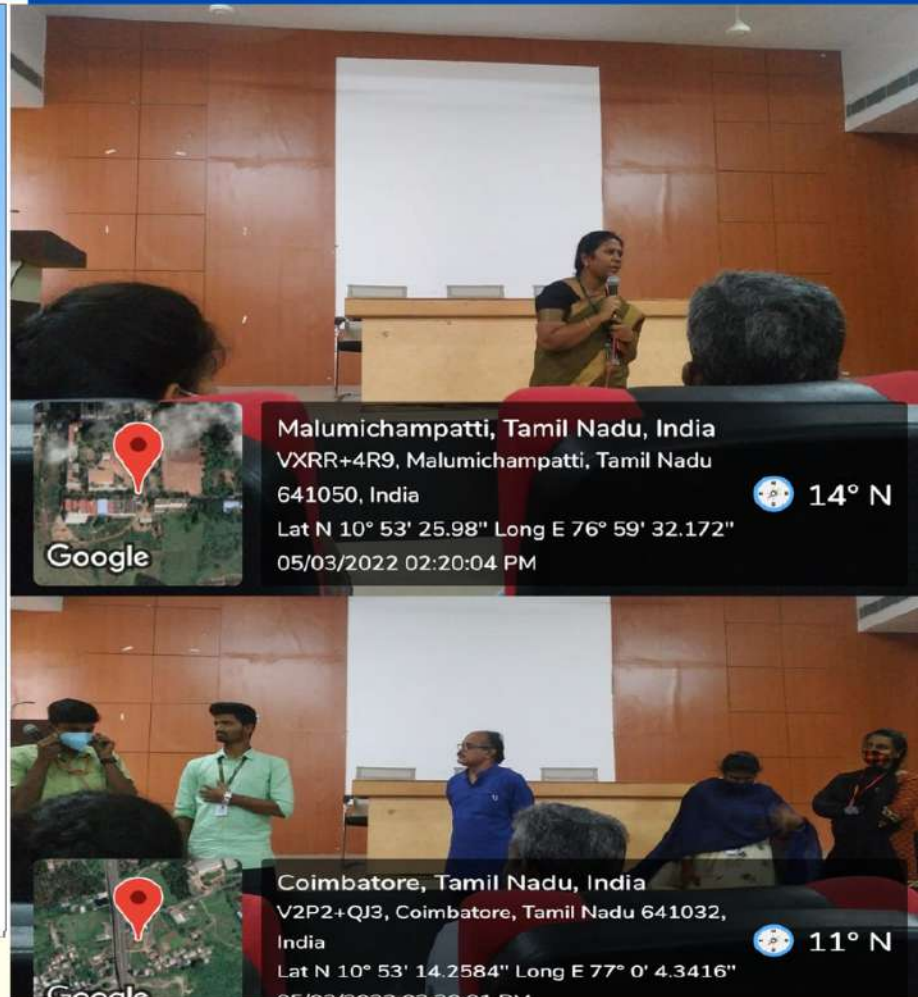 Malumichampatti, Tamil Nadu, India
VXRR+4R9, Malumichampatti, Tamil Nadu
641050, India
Lat N 10° 53' 25.98" Long E 76° 59' 32.172"
05/03/2022 02:20:04 PM
14° N
Google
Coimbatore, Tamil Nadu, India
V2P2+QJ3, Coimbatore, Tamil Nadu 641032,
India
Lat N 10° 53' 14.2584" Long E 77° 0' 4.3416"
11° N
Google